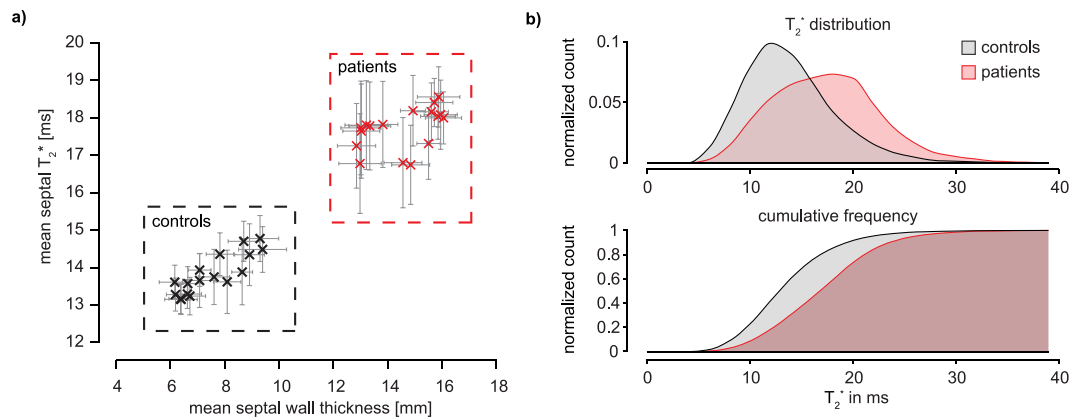 a)
20
19
18
17
16
15
14
13
12
mean septal T2* [ms]
patients
controls
4 6 8 10 12 14 16 18
mean septal wall thickness [mm]
b)
T2* distribution
0.1
0.05
0
normalized count
controls
patients
0 10 20 30 40
cumulative frequency
1
0.8
0.6
0.4
0.2
0
normalized count
0 10 20 30 40
T2* in ms